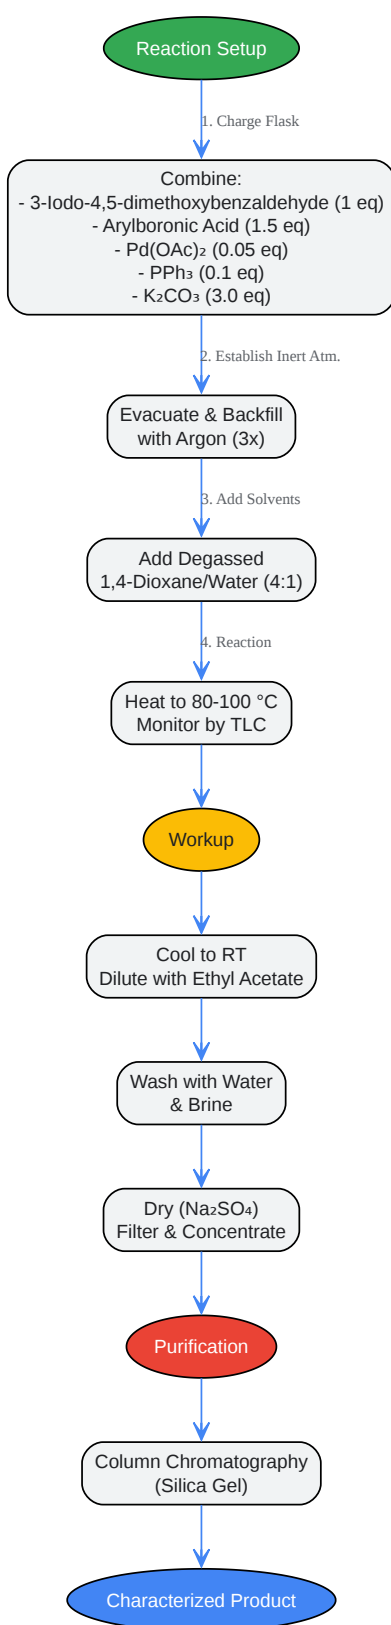 Reaction Setup
1. Charge Flask
Combine:
- 3-Iodo-4,5-dimethoxybenzaldehyde (1 eq)
- Arylboronic Acid (1.5 eq)
- Pd(OAc)₂ (0.05 eq)
- PPh₃ (0.1 eq)
- K₂CO₃ (3.0 eq)
2. Establish Inert Atm.
Evacuate & Backfill
with Argon (3x)
3. Add Solvents
Add Degassed
1,4-Dioxane/Water (4:1)
4. Reaction
Heat to 80-100 °C
Monitor by TLC
Workup
Cool to RT
Dilute with Ethyl Acetate
Wash with Water
& Brine
Dry (Na₂SO₄)
Filter & Concentrate
Purification
Column Chromatography
(Silica Gel)
Characterized Product